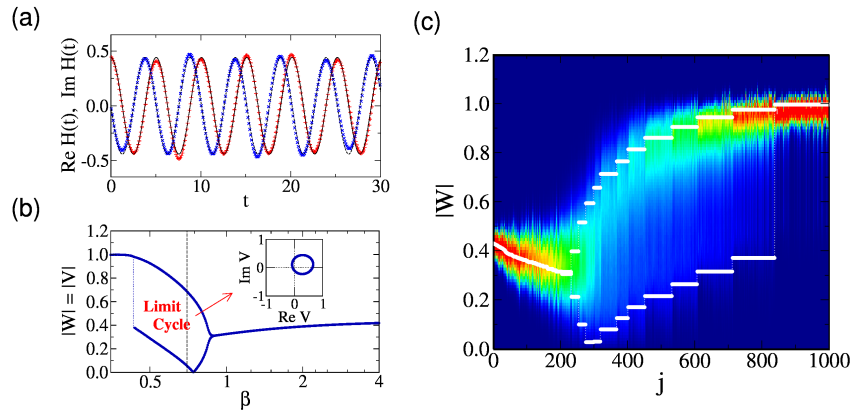 (a)
Re H(t), Im H(t)
0.5
0.0
-0.5
0
10
20
30
t
(b)
|W| = |V|
1.2
1.0
0.8
0.6
0.4
0.2
0.0
Limit
Cycle
Im V
1
0
-1
-1
0
1
Re V
0.5
1
2
4
β
(c)
|W|
1.2
1.0
0.8
0.6
0.4
0.2
0.0
0
200
400
600
800
1000
j